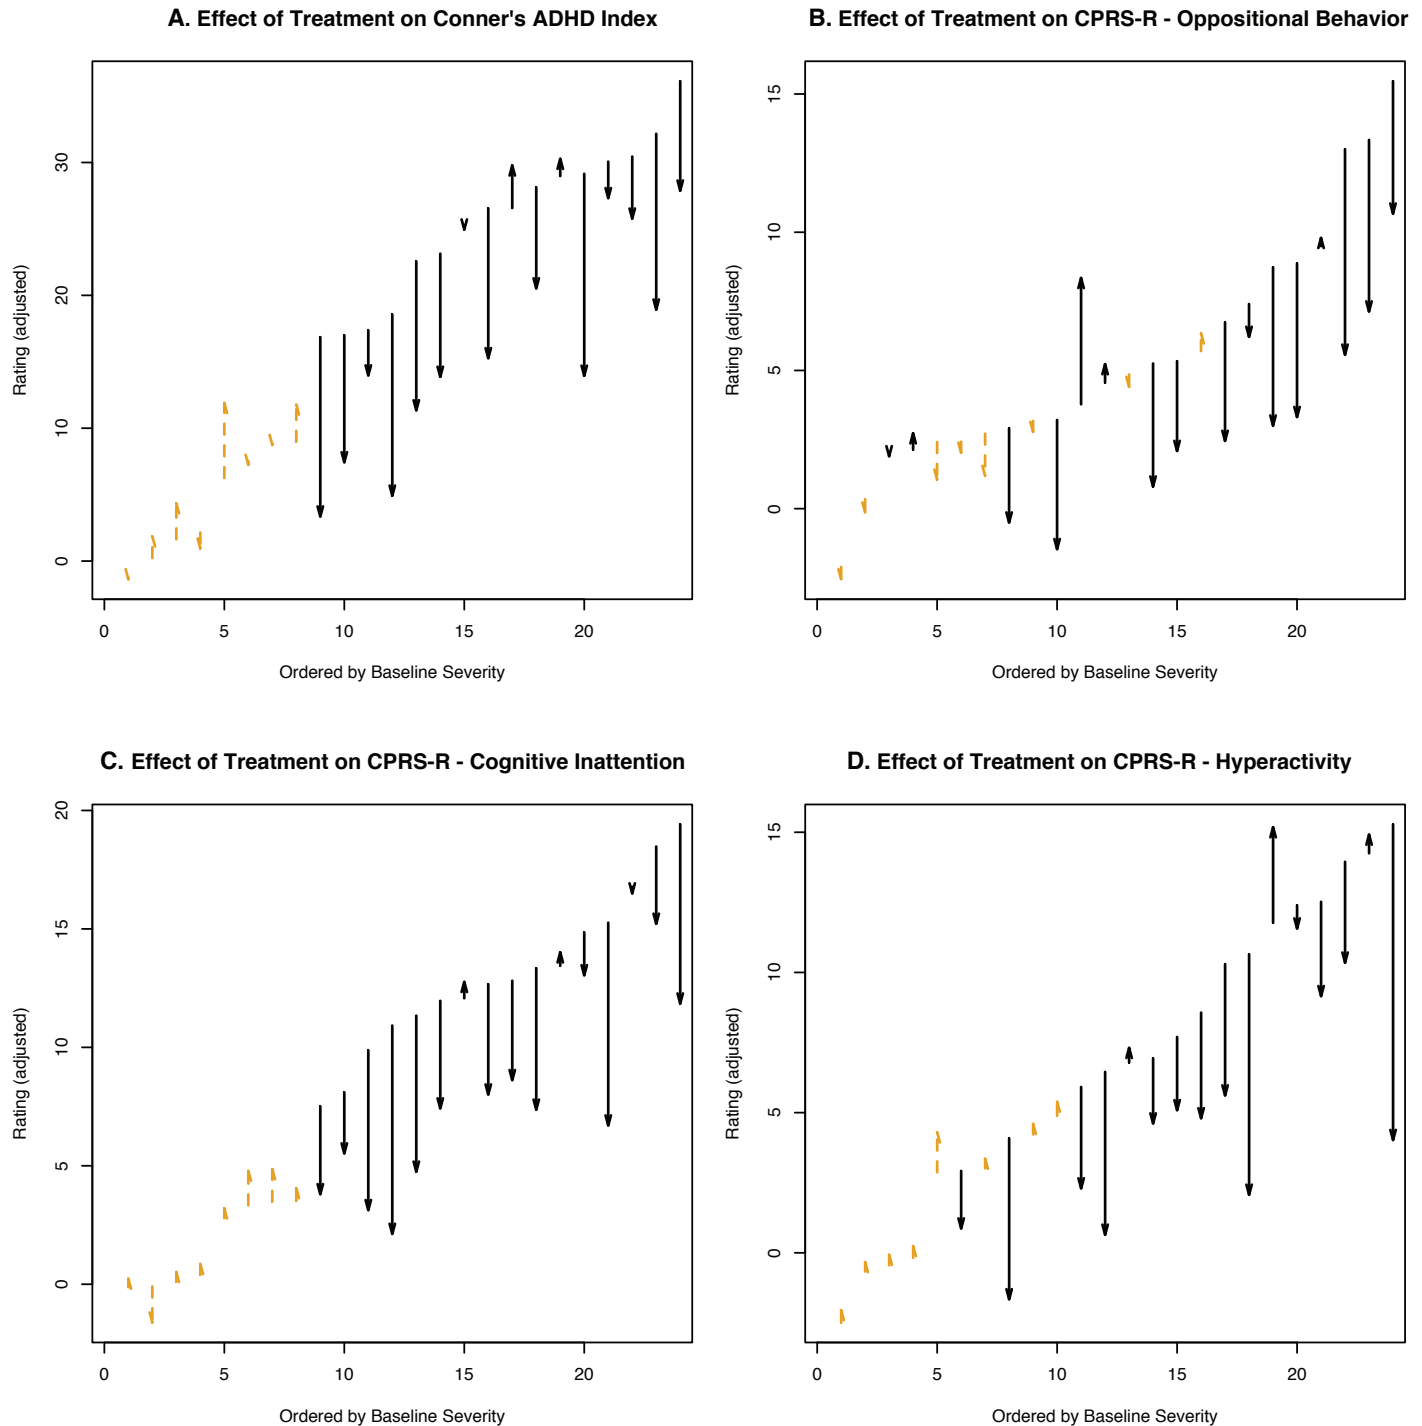 A. Effect of Treatment on Conner's ADHD Index
Rating (adjusted)
30
20
10
0
0 5 10 15 20
Ordered by Baseline Severity
B. Effect of Treatment on CPRS-R - Oppositional Behavior
Rating (adjusted)
15
10
5
0
0 5 10 15 20
Ordered by Baseline Severity
C. Effect of Treatment on CPRS-R - Cognitive Inattention
Rating (adjusted)
20
15
10
5
0
0 5 10 15 20
Ordered by Baseline Severity
D. Effect of Treatment on CPRS-R - Hyperactivity
Rating (adjusted)
15
10
5
0
0 5 10 15 20
Ordered by Baseline Severity